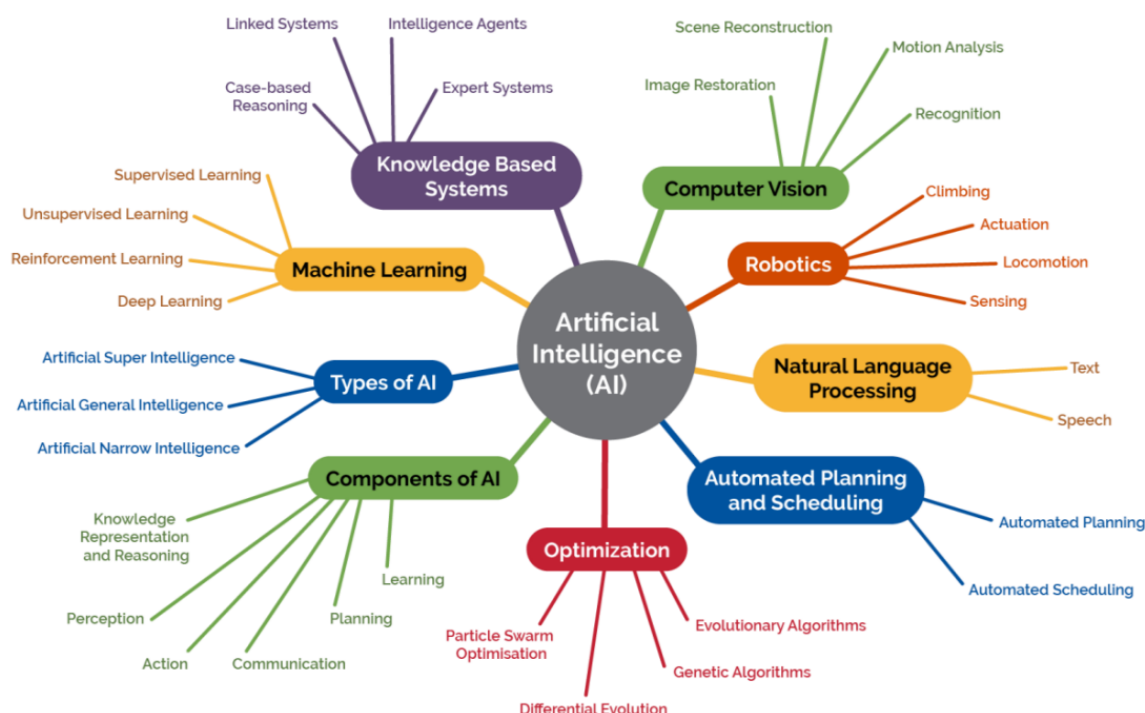 Linked Systems
Intelligence Agents
Case-based
Reasoning
Expert Systems
Knowledge Based
Systems
Scene Reconstruction
Motion Analysis
Image Restoration
Recognition
Computer Vision
Supervised Learning
Unsupervised Learning
Reinforcement Learning
Deep Learning
Machine Learning
Climbing
Actuation
Locomotion
Sensing
Robotics
Artificial
Intelligence
(AI)
Artificial Super Intelligence
Artificial General Intelligence
Artificial Narrow Intelligence
Types of AI
Natural Language
Processing
Text
Speech
Components of AI
Knowledge
Representation
and Reasoning
Perception
Action
Communication
Planning
Learning
Optimization
Particle Swarm
Optimisation
Differential Evolution
Genetic Algorithms
Evolutionary Algorithms
Automated Planning
and Scheduling
Automated Planning
Automated Scheduling